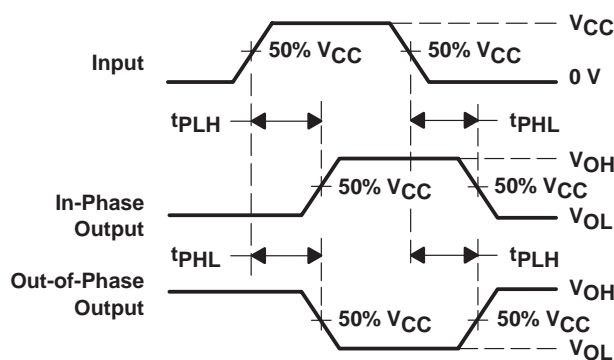 VCC
Input
50% VCC
50% VCC
0 V
tPLH
tPHL
VOH
In-Phase
Output
50% VCC
50% VCC
VOL
tPHL
tPLH
Out-of-Phase
Output
VOH
50% VCC
50% VCC
VOL